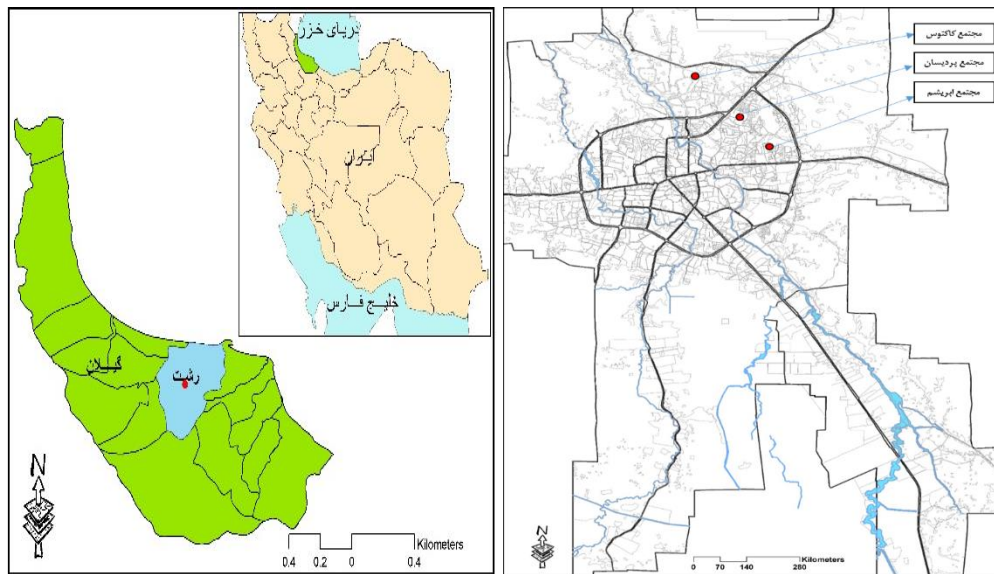 دریای خزر
ایران
خلیج فارس
گیلان
رشت
N
0.4 0.2 0 0.4
Kilometers
مجتمع کاکتوس
مجتمع پردیسان
مجتمع ابریشم
N
0 70 140 280
Kilometers